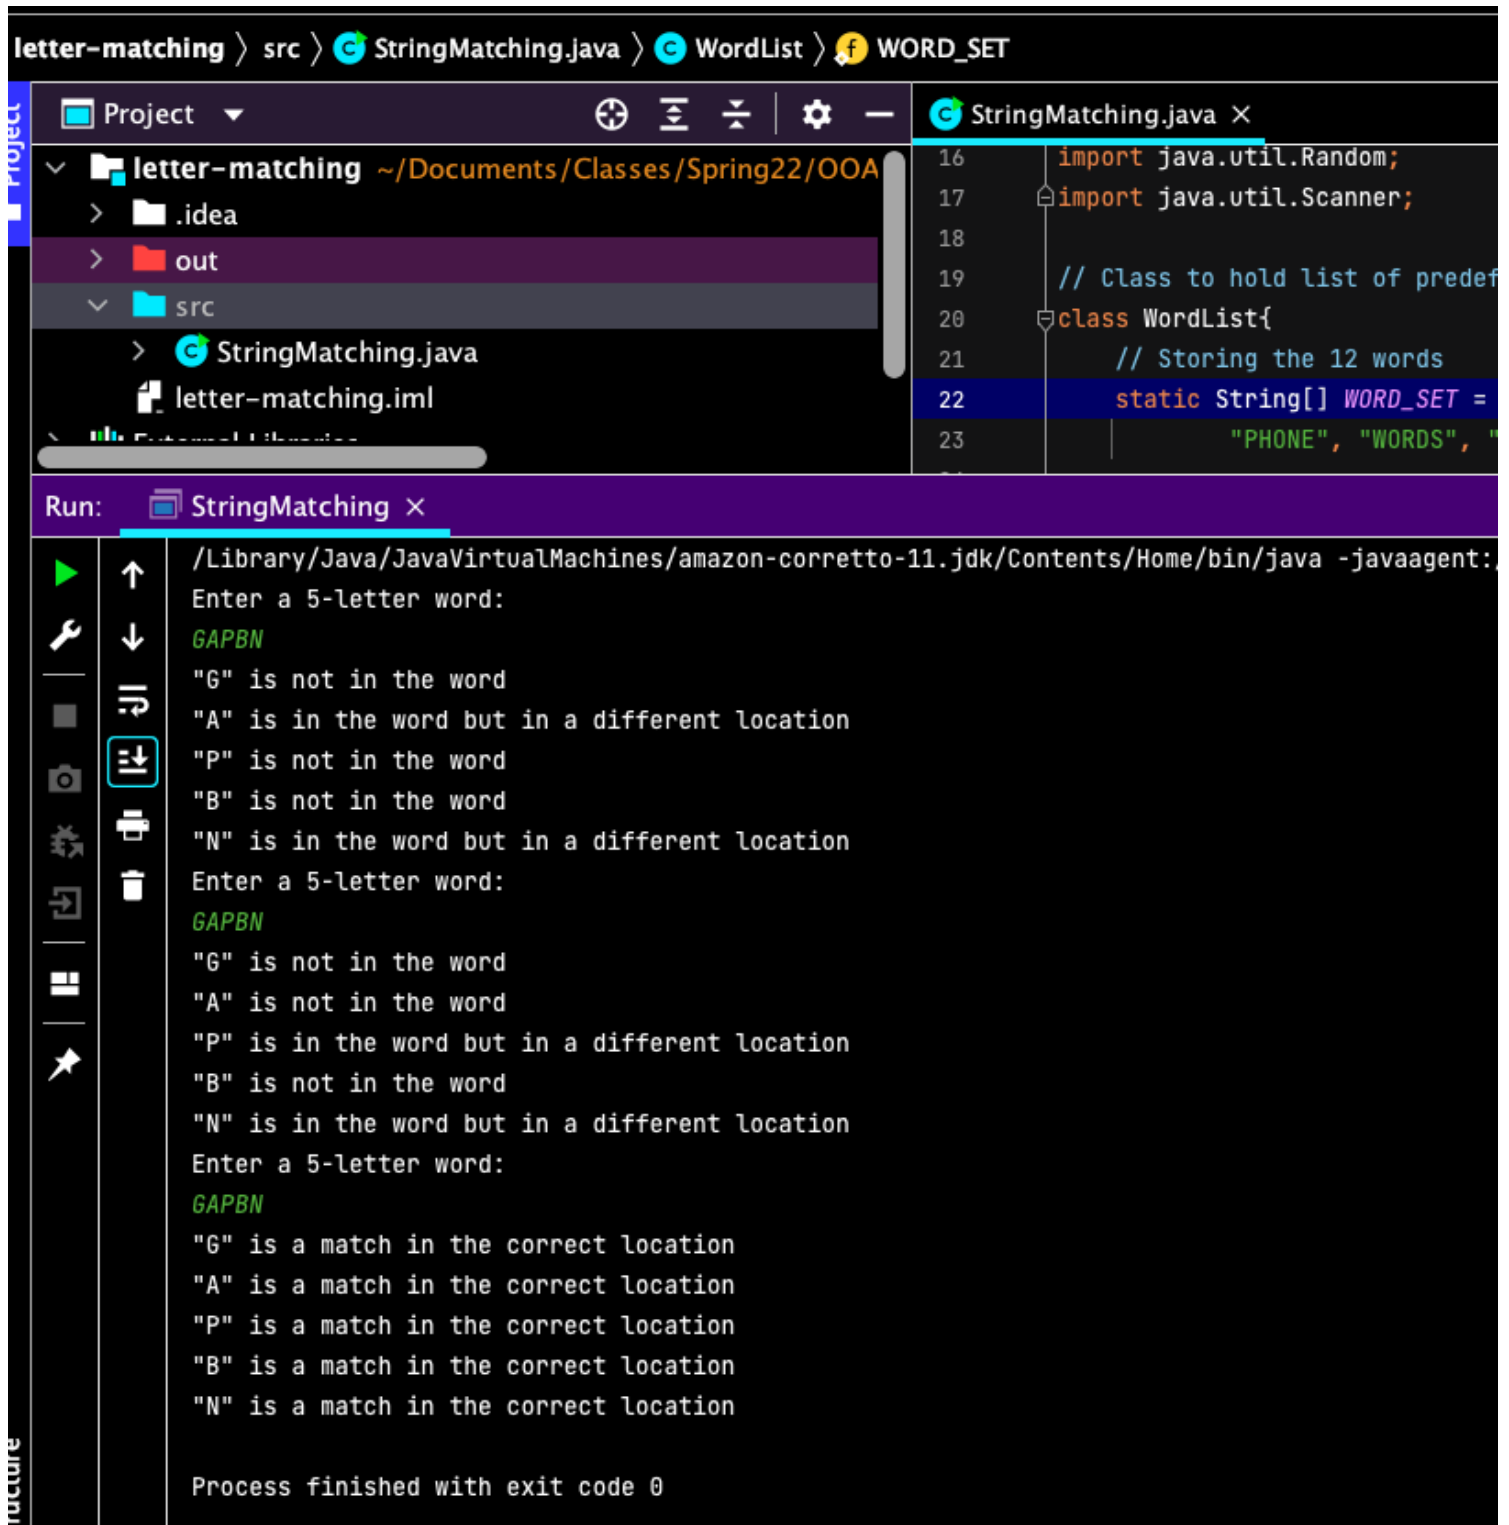 letter-matching 〉 src 〉 StringMatching.java 〉 WordList 〉 WORD_SET
Project
Project
letter-matching ~/Documents/Classes/Spring22/OOA
.idea
out
src
StringMatching.java
letter-matching.iml
External Libraries
StringMatching.java ×
16 import java.util.Random;
17 import java.util.Scanner;
18
19 // Class to hold list of predef
20 class WordList{
21 // Storing the 12 words
22 static String[] WORD_SET =
23 "PHONE", "WORDS", "
Run: StringMatching ×
/Library/Java/JavaVirtualMachines/amazon-corretto-11.jdk/Contents/Home/bin/java -javaagent:/
Enter a 5-letter word:
GAPBN
"G" is not in the word
"A" is in the word but in a different location
"P" is not in the word
"B" is not in the word
"N" is in the word but in a different location
Enter a 5-letter word:
GAPBN
"G" is not in the word
"A" is not in the word
"P" is in the word but in a different location
"B" is not in the word
"N" is in the word but in a different location
Enter a 5-letter word:
GAPBN
"G" is a match in the correct location
"A" is a match in the correct location
"P" is a match in the correct location
"B" is a match in the correct location
"N" is a match in the correct location
Process finished with exit code 0
ructure